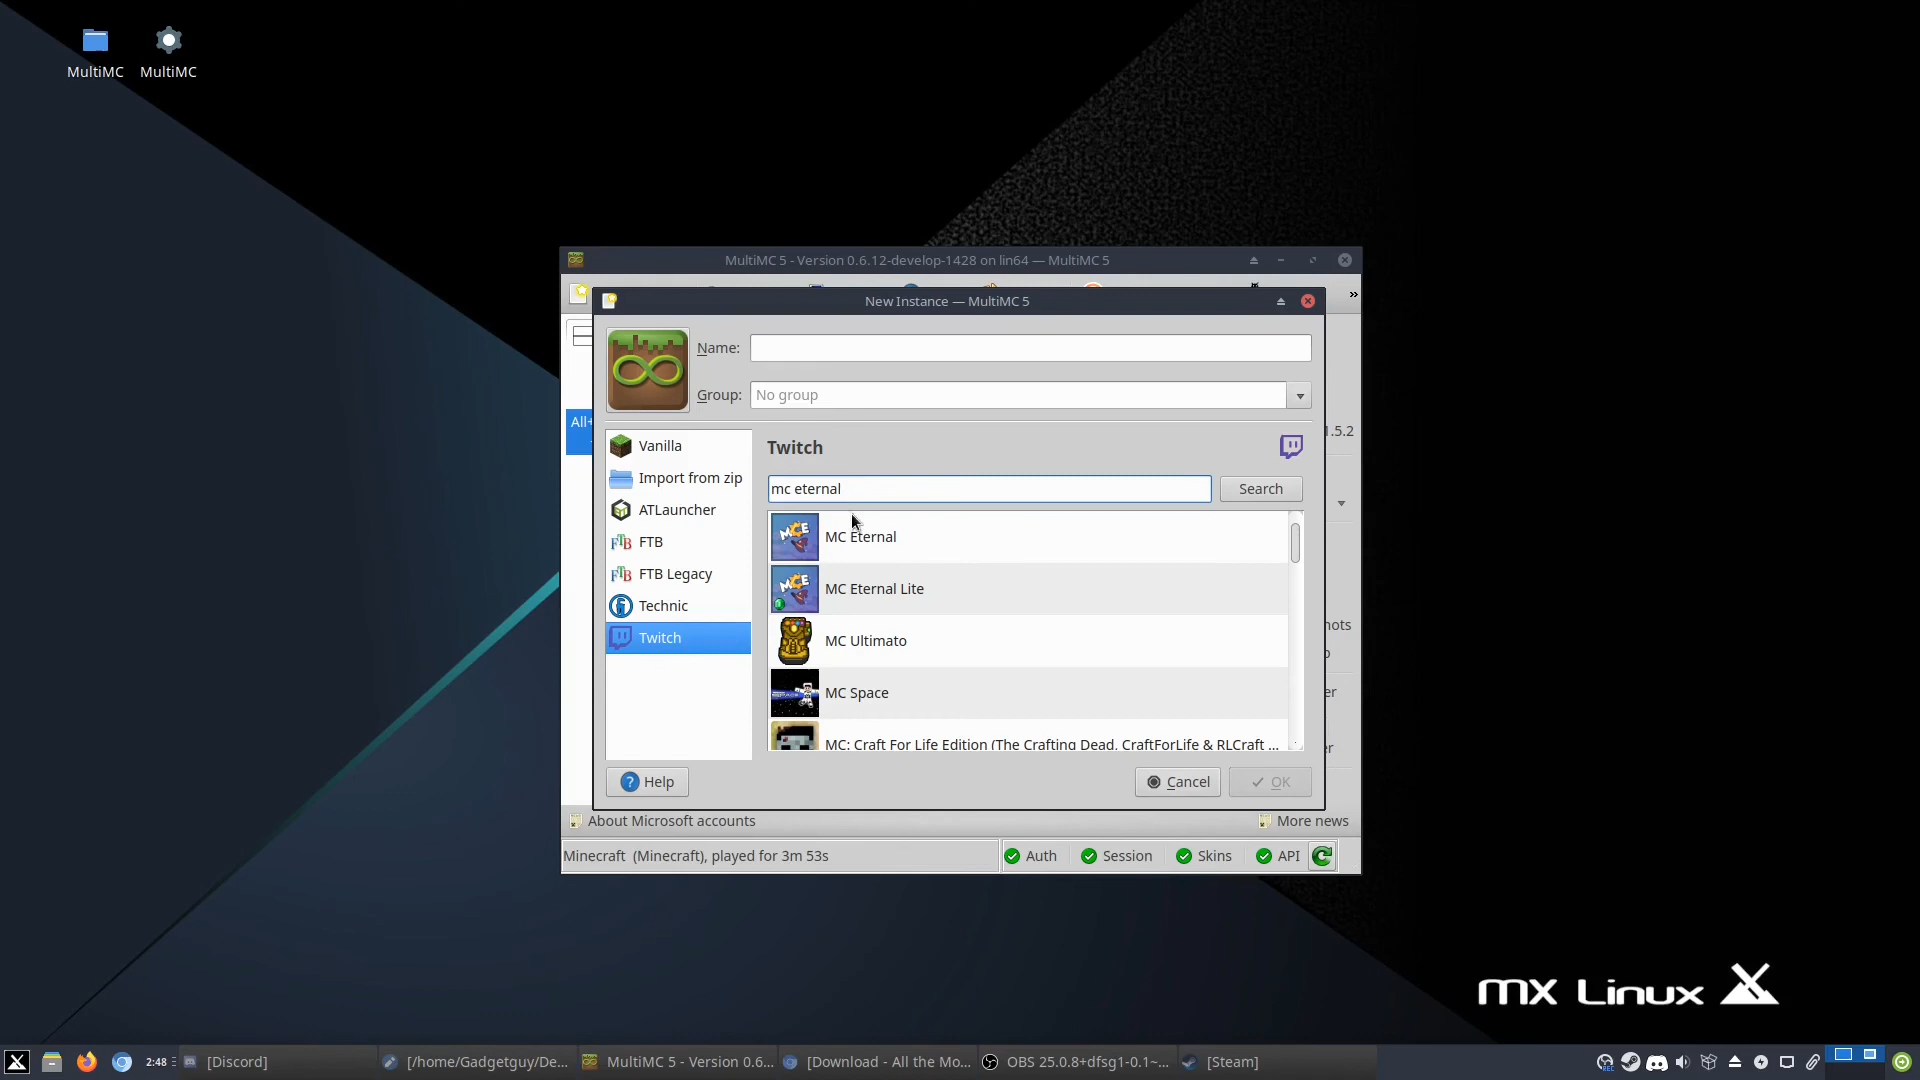 MultiMC
MultiMC
MultiMC 5 - Version 0.6.12-develop-1428 on lin64 — MultiMC 5
New Instance — MultiMC 5
Name:
Group:
No group
All
1.5.2
Vanilla
Import from zip
ATLauncher
FTB
FTB Legacy
Technic
Twitch
Twitch
mc eternal
Search
MC Eternal
MC Eternal Lite
MC Ultimato
MC Space
MC: Craft For Life Edition (The Crafting Dead, CraftForLife & RLCraft ...
Help
Cancel
OK
About Microsoft accounts
More news
Minecraft (Minecraft), played for 3m 53s
Auth
Session
Skins
API
mx Linux
2:48
[Discord]
[/home/Gadgetguy/De...
MultiMC 5 - Version 0.6...
[Download - All the Mo...
OBS 25.0.8+dfsg1-0.1~...
[Steam]